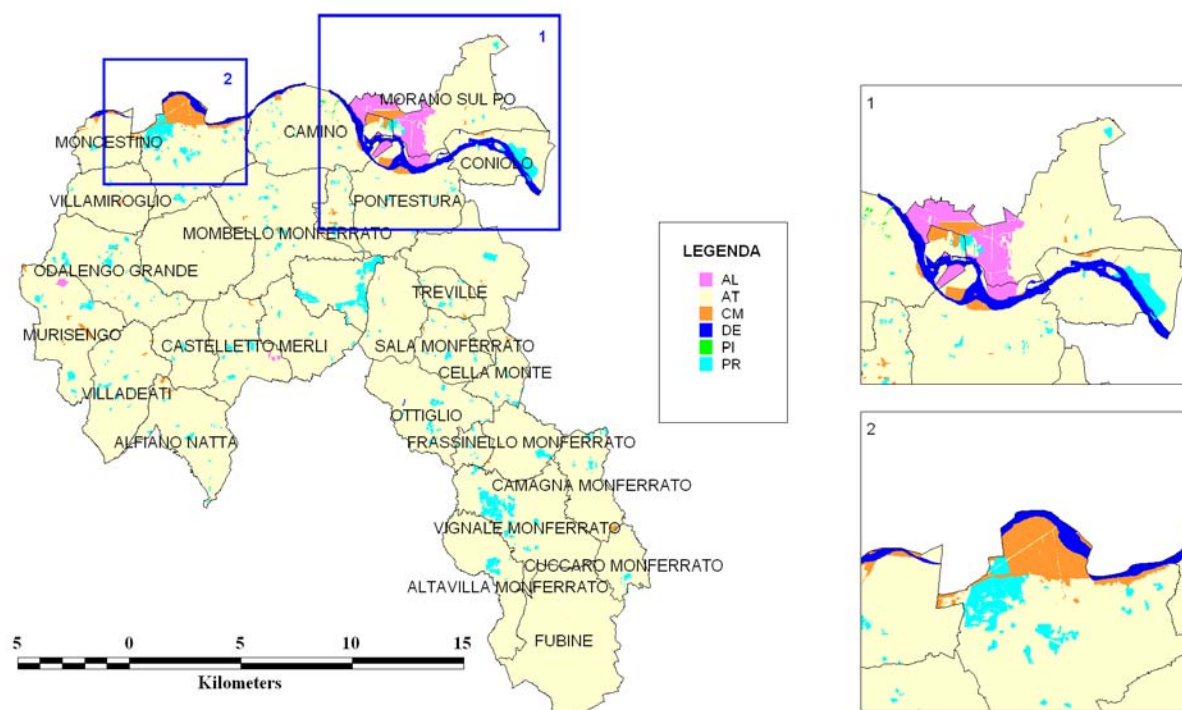 1
2
MORANO SUL PO
CAMINO
MONCESTINO
CONIOLO
VILLAMIROGLIO
PONTESTURA
MOMBELLO MONFERRATO
ODALENGO GRANDE
TREVILLE
MURISENGO
CASTELLETTO MERLI
SALA MONFERRATO
CELLA MONTE
VILLADEATI
OTTIGLIO
ALFIANO NATTA
FRASSINELLO MONFERRATO
CAMAGNA MONFERRATO
VIGNALE MONFERRATO
CUCCARO MONFERRATO
ALTAVILLA MONFERRATO
FUBINE
5 0 5 10 15
Kilometers
LEGENDA
AL
AT
CM
DE
PI
PR
1
2